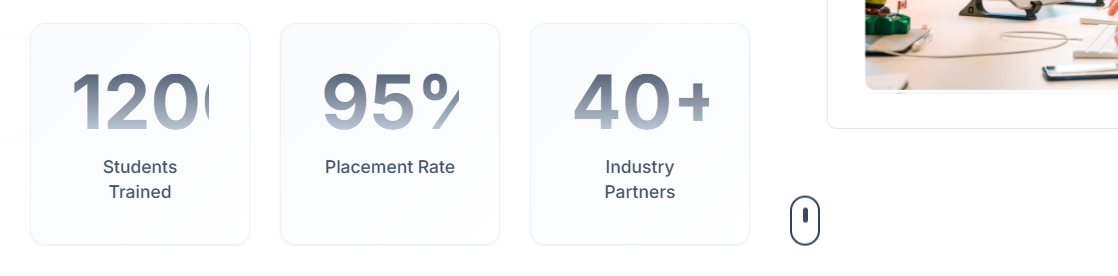 120
95%
40+
Students
Trained
Placement Rate
Industry
Partners